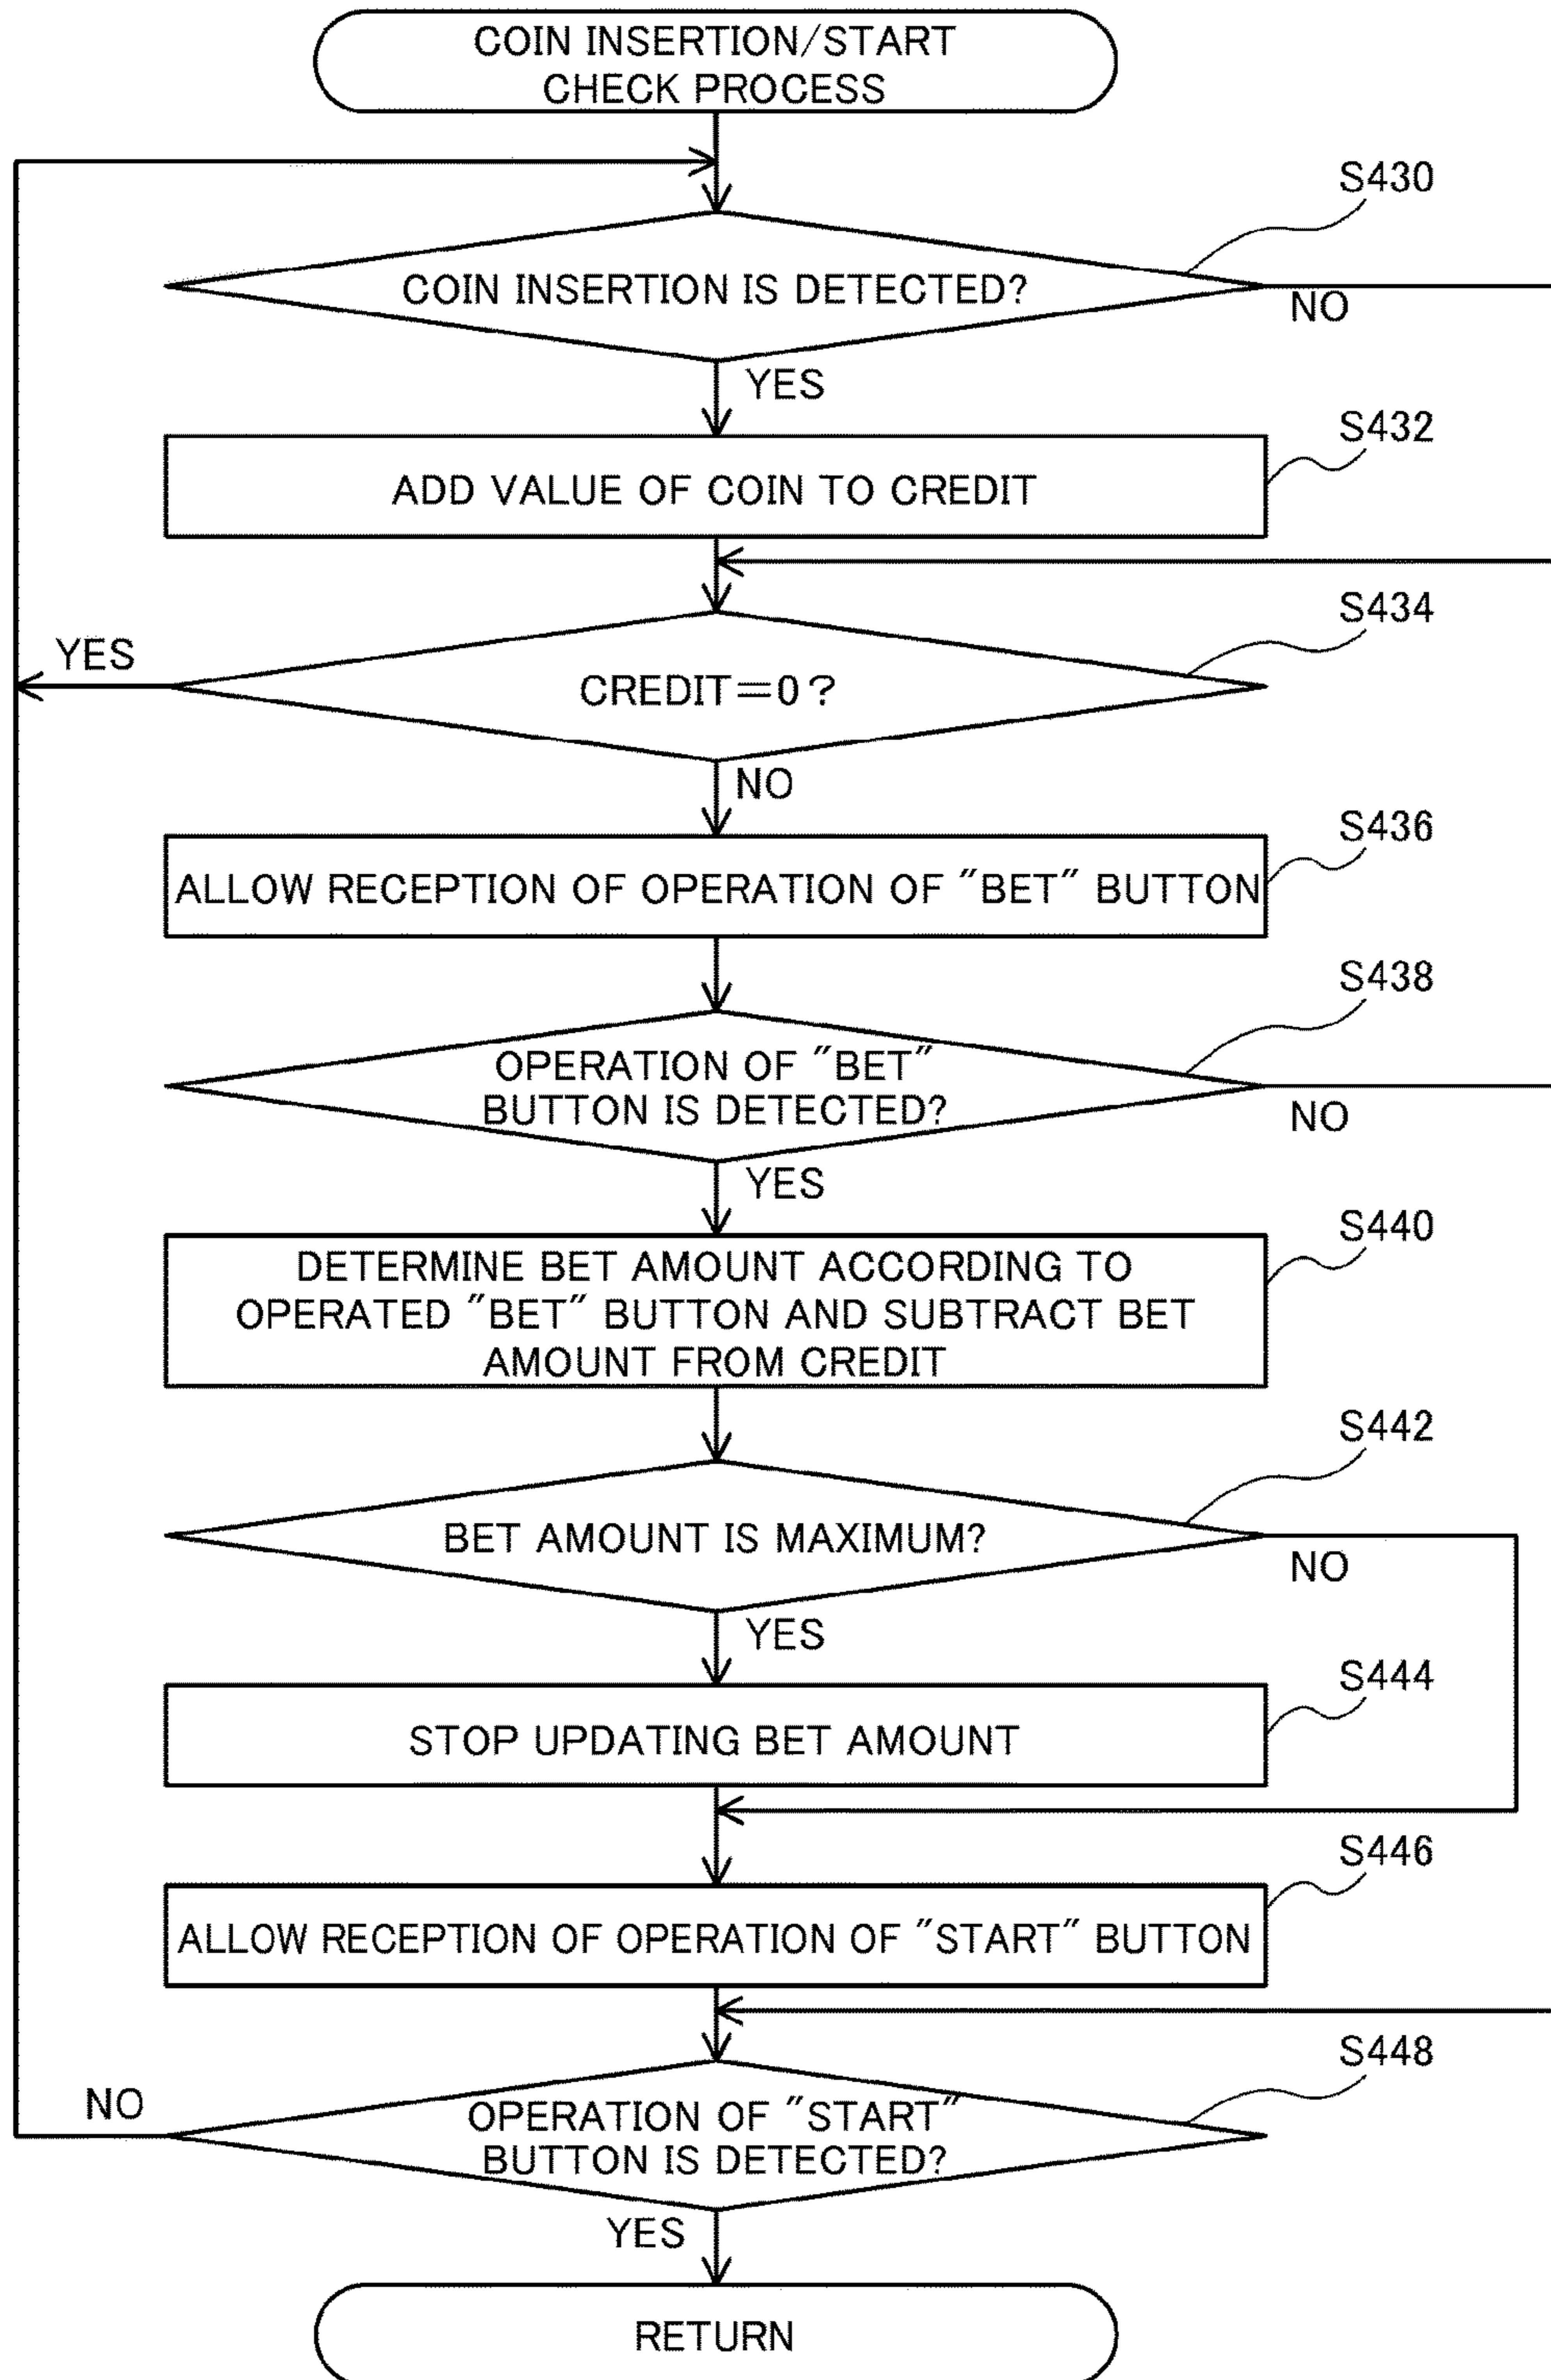 COIN INSERTION/START
CHECK PROCESS
S430
COIN INSERTION IS DETECTED?
NO
YES
S432
ADD VALUE OF COIN TO CREDIT
S434
YES
CREDIT=0?
NO
S436
ALLOW RECEPTION OF OPERATION OF "BET" BUTTON
S438
OPERATION OF "BET"
BUTTON IS DETECTED?
NO
YES
S440
DETERMINE BET AMOUNT ACCORDING TO
OPERATED "BET" BUTTON AND SUBTRACT BET
AMOUNT FROM CREDIT
S442
BET AMOUNT IS MAXIMUM?
NO
YES
S444
STOP UPDATING BET AMOUNT
S446
ALLOW RECEPTION OF OPERATION OF "START" BUTTON
S448
NO
OPERATION OF "START"
BUTTON IS DETECTED?
YES
RETURN